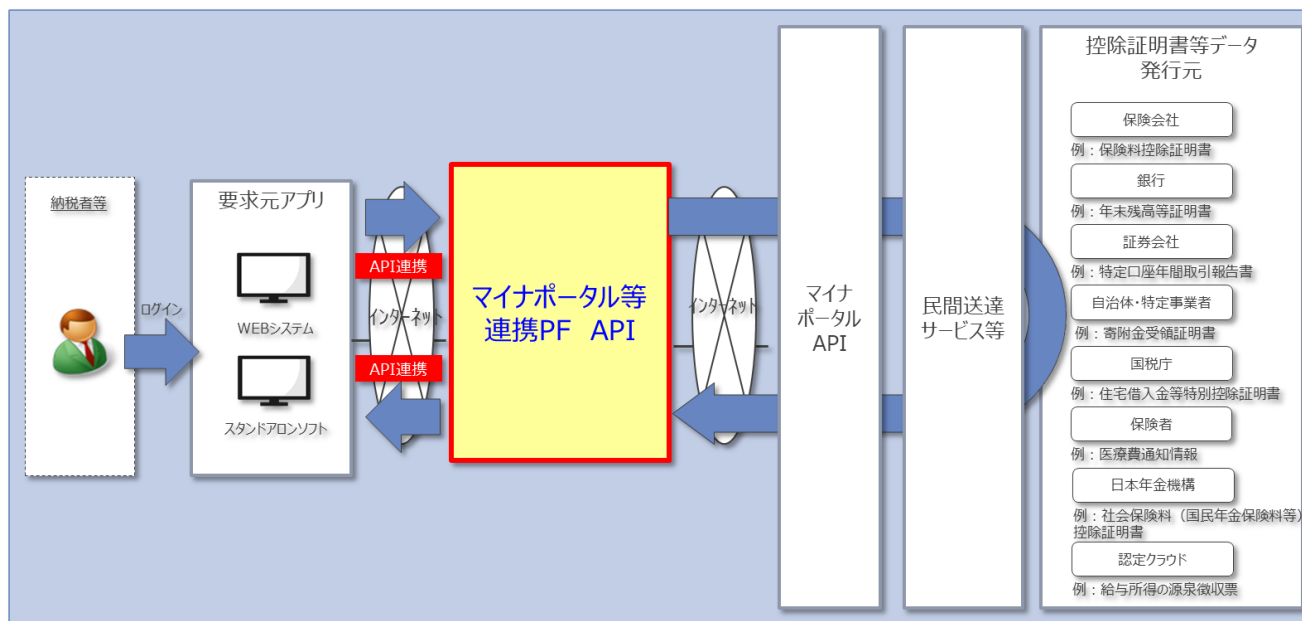 納税者等
ログイン
要求元アプリ
WEBシステム
スタンドアロンソフト
API連携
インターネット
API連携
マイナポータル等
連携PF API
インターネット
マイナ
ポータル
API
民間送達
サービス等
控除証明書等データ
発行元
保険会社
例：保険料控除証明書
銀行
例：年末残高等証明書
証券会社
例：特定口座年間取引報告書
自治体・特定事業者
例：寄附金受領証明書
国税庁
例：住宅借入金等特別控除証明書
保険者
例：医療費通知情報
日本年金機構
例：社会保険料（国民年金保険料等）
控除証明書
認定クラウド
例：給与所得の源泉徴収票